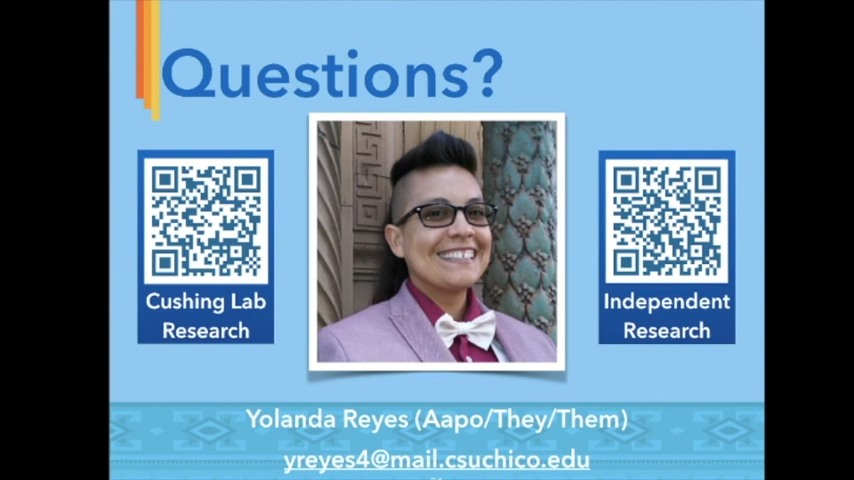 Questions?
Cushing Lab
Research
Independent
Research
Yolanda Reyes (Aapo/They/Them)
yreyes4@mail.csuchico.edu